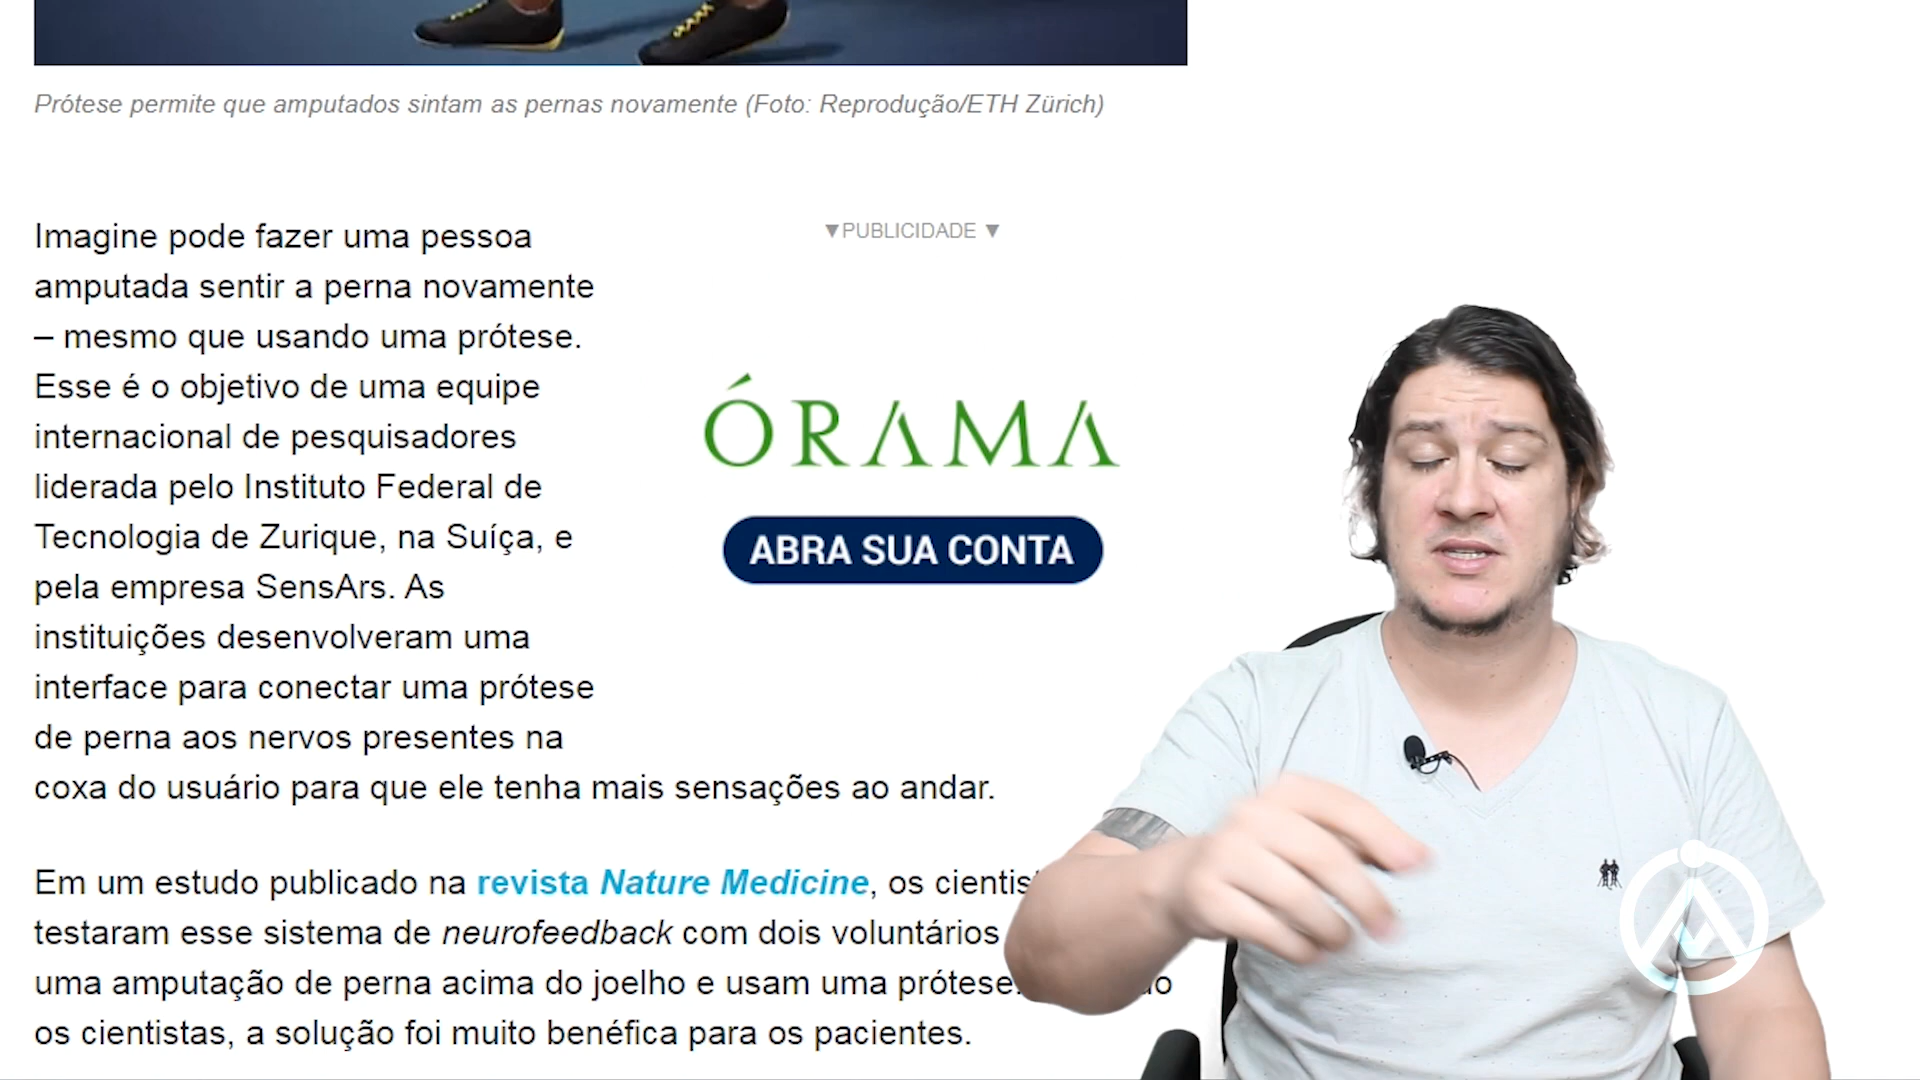 Prótese permite que amputados sintam as pernas novamente (Foto: Reprodução/ETH Zürich)
Imagine pode fazer uma pessoa
amputada sentir a perna novamente
– mesmo que usando uma prótese.
Esse é o objetivo de uma equipe
internacional de pesquisadores
liderada pelo Instituto Federal de
Tecnologia de Zurique, na Suíça, e
pela empresa SensArs. As
instituições desenvolveram uma
interface para conectar uma prótese
de perna aos nervos presentes na
coxa do usuário para que ele tenha mais sensações ao andar.
▼PUBLICIDADE ▼
ÓRAMA
ABRA SUA CONTA
Em um estudo publicado na revista Nature Medicine, os
testaram esse sistema de neurofeedback com dois voluntários
uma amputação de perna acima do joelho e usam uma prótese.
os cientistas, a solução foi muito benéfica para os pacientes.